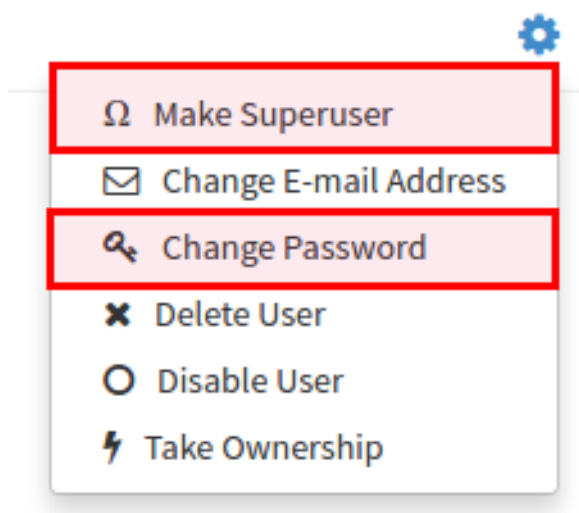 Ω Make Superuser
Change E-mail Address
Change Password
Delete User
Disable User
Take Ownership